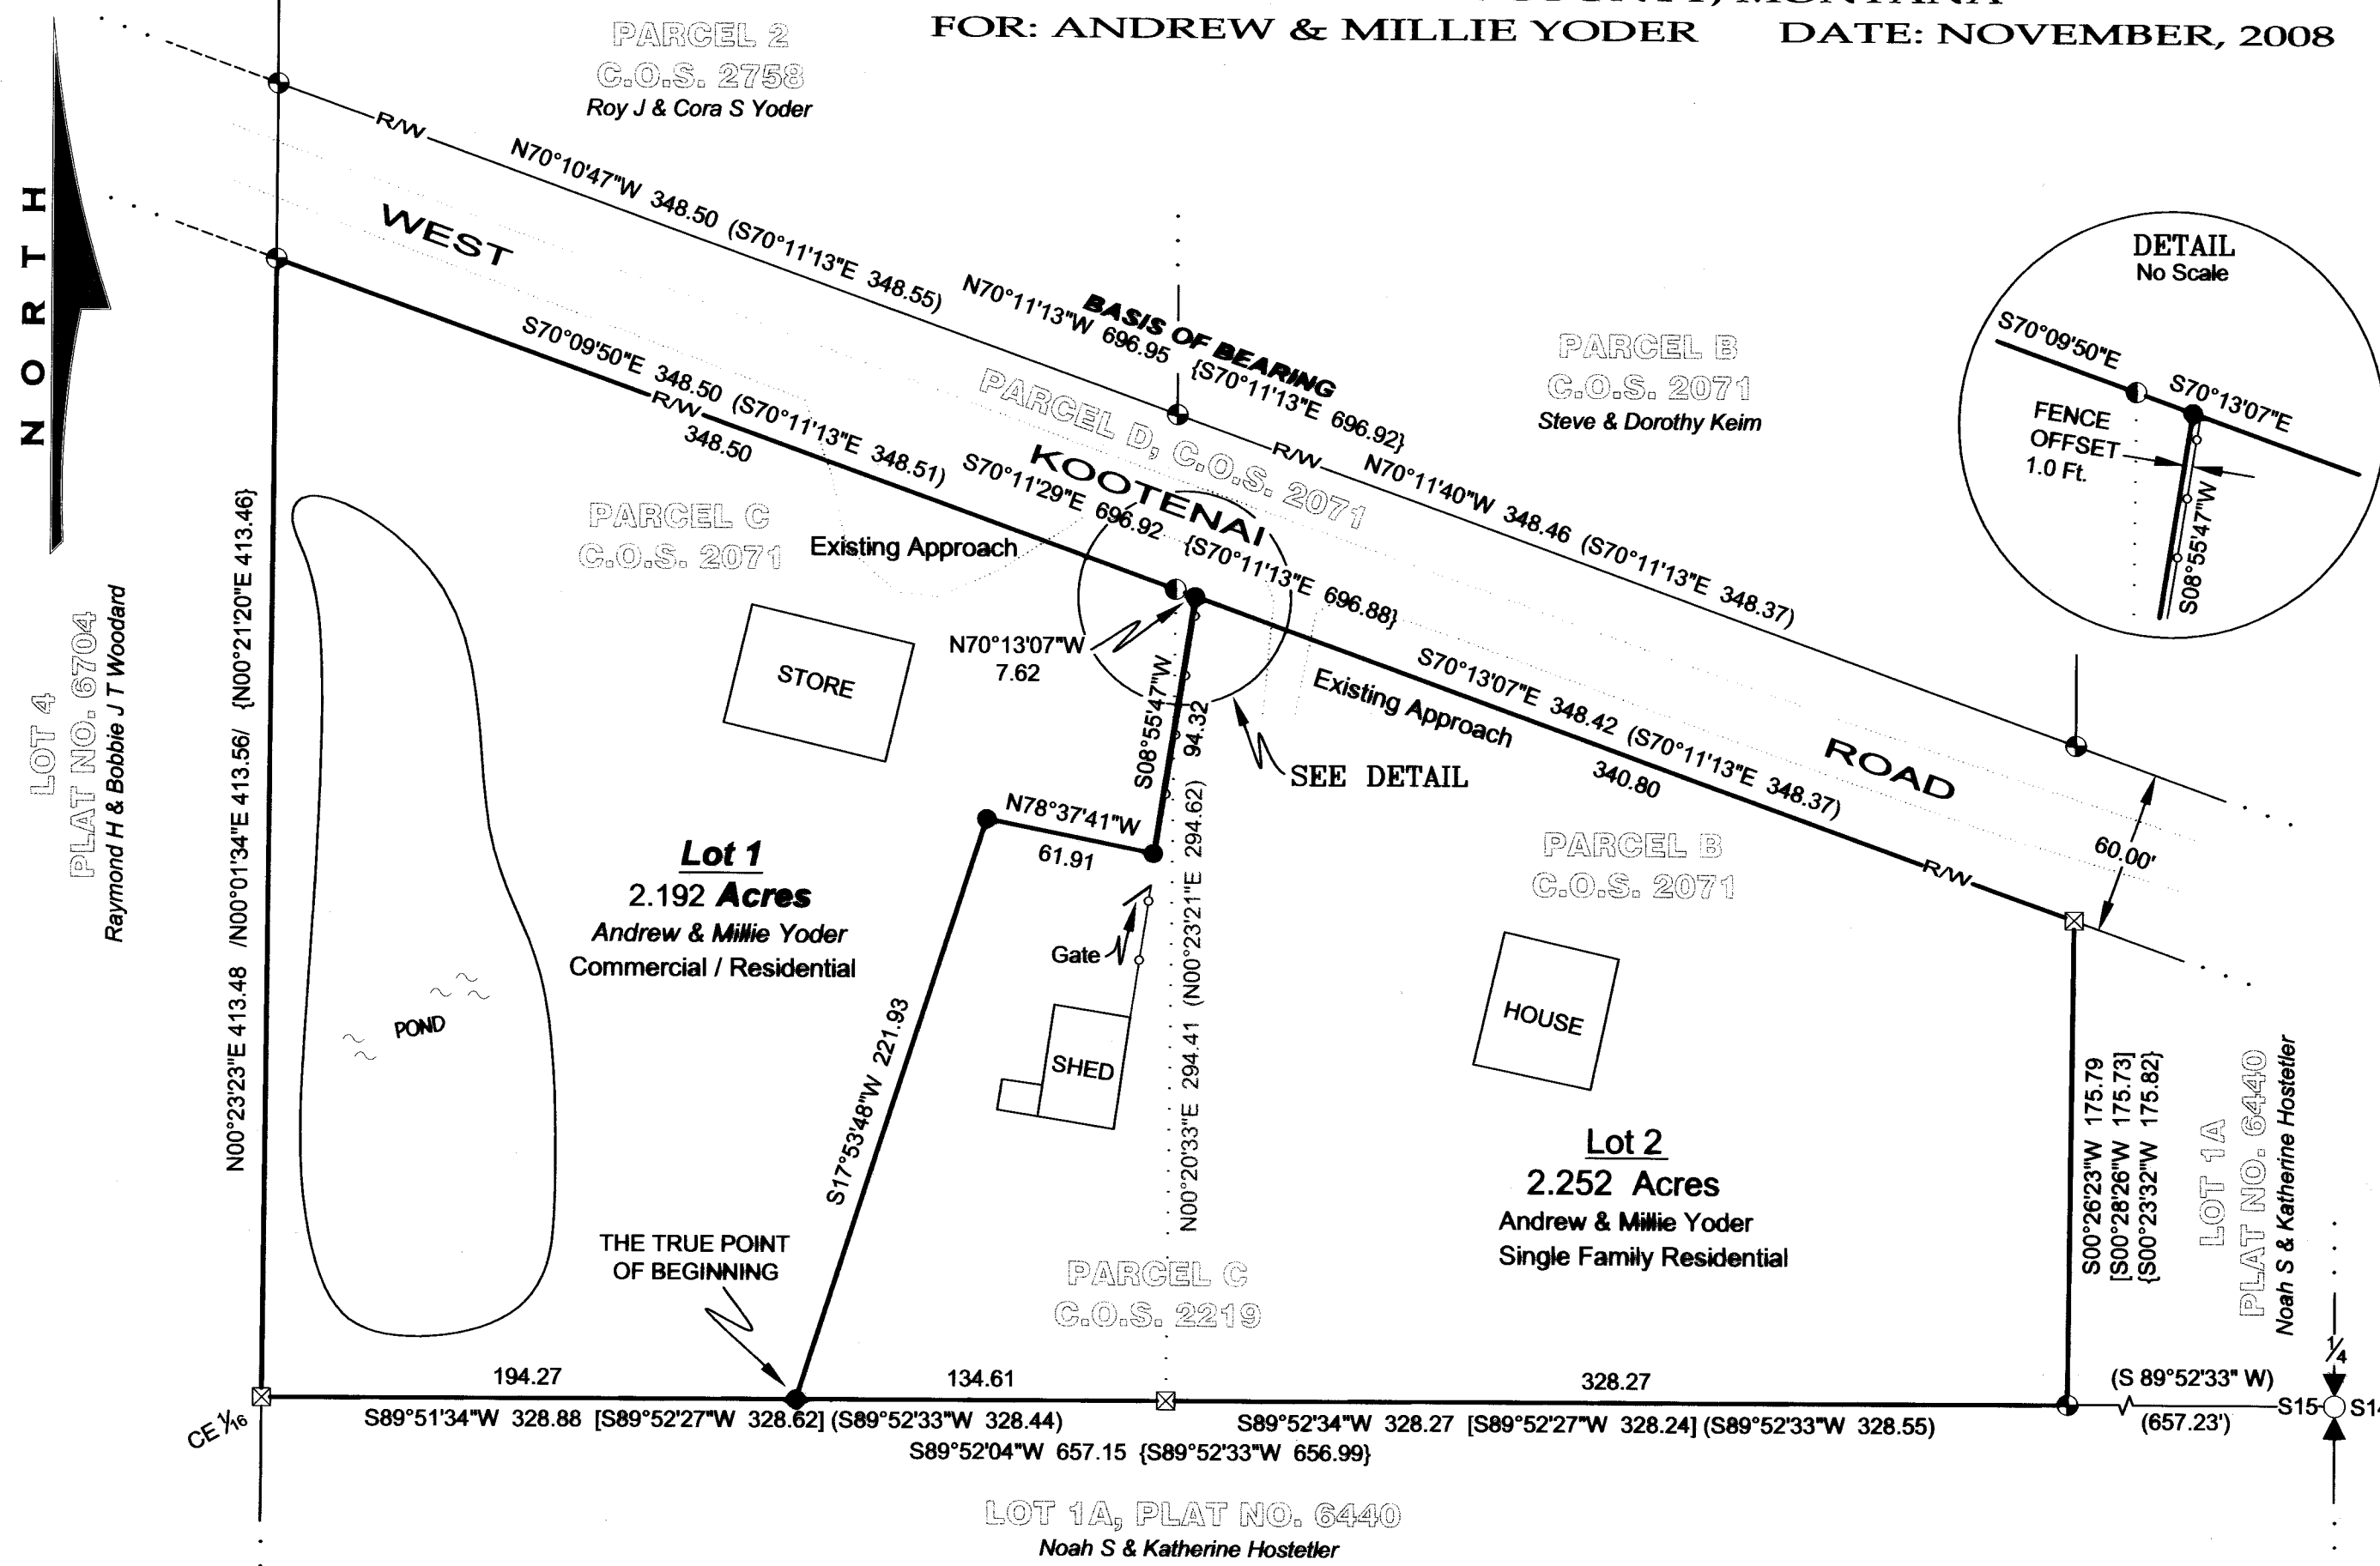 FOR: ANDREW & MILLIE YODER DATE: NOVEMBER, 2008
NORTH
PARCEL 2
C.O.S. 2758
Roy J & Cora S Yoder
R/W
N70°10'47"W 348.50 (S70°11'13"E 348.55)
WEST
BASIS OF BEARING
N70°11'13"W 696.95 {S70°11'13"E 696.92}
PARCEL B
C.O.S. 2071
Steve & Dorothy Keim
DETAIL
No Scale
S70°09'50"E
S70°13'07"E
FENCE
OFFSET
1.0 Ft.
S08°55'47"W
S70°09'50"E 348.50 (S70°11'13"E 348.51)
R/W
348.50
PARCEL D, C.O.S. 2071
KOOTENAI
R/W
N70°11'40"W 348.46 (S70°11'13"E 348.37)
S70°11'29"E 696.92 {S70°11'13"E 696.88}
PARCEL C
C.O.S. 2071
Existing Approach
STORE
N70°13'07"W
7.62
S08°55'47"W
94.32
SEE DETAIL
Existing Approach
S70°13'07"E 348.42 (S70°11'13"E 348.37)
340.80
ROAD
R/W
60.00'
LOT 4
PLAT NO. 6704
Raymond H & Bobbie J T Woodard
N00°23'23"E 413.48 /N00°01'34"E 413.56/ {N00°21'20"E 413.46}
N78°37'41"W
61.91
Lot 1
2.192 Acres
Andrew & Millie Yoder
Commercial / Residential
PARCEL B
C.O.S. 2071
Gate
POND
SHED
HOUSE
S17°53'48"W 221.93
N00°20'33"E 294.41 (N00°23'21"E 294.62)
Lot 2
2.252 Acres
Andrew & Millie Yoder
Single Family Residential
S00°26'23"W 175.79
[S00°28'26"W 175.73]
{S00°23'32"W 175.82}
LOT 1A
PLAT NO. 6440
Noah S & Katherine Hostetler
THE TRUE POINT
OF BEGINNING
PARCEL C
C.O.S. 2219
1/4
194.27
134.61
328.27
(S 89°52'33" W)
CE 1/16
S89°51'34"W 328.88 [S89°52'27"W 328.62] (S89°52'33"W 328.44)
S89°52'34"W 328.27 [S89°52'27"W 328.24] (S89°52'33"W 328.55)
(657.23')
S15
S89°52'04"W 657.15 {S89°52'33"W 656.99}
LOT 1A, PLAT NO. 6440
Noah S & Katherine Hostetler